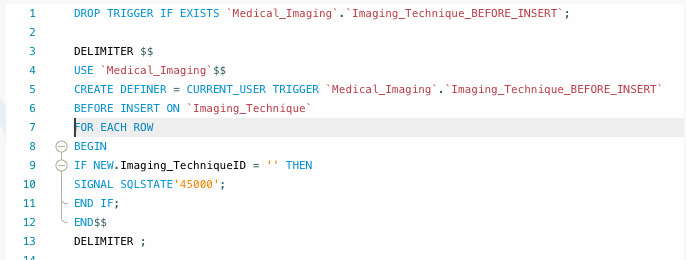 1 DROP TRIGGER IF EXISTS `Medical_Imaging`.`Imaging_Technique_BEFORE_INSERT`;
2
3 DELIMITER $$
4 USE `Medical_Imaging`$$
5 CREATE DEFINER = CURRENT_USER TRIGGER `Medical_Imaging`.`Imaging_Technique_BEFORE_INSERT`
6 BEFORE INSERT ON `Imaging_Technique`
7 FOR EACH ROW
8 BEGIN
9 IF NEW.Imaging_TechniqueID = '' THEN
10 SIGNAL SQLSTATE'45000';
11 END IF;
12 END$$
13 DELIMITER ;
14